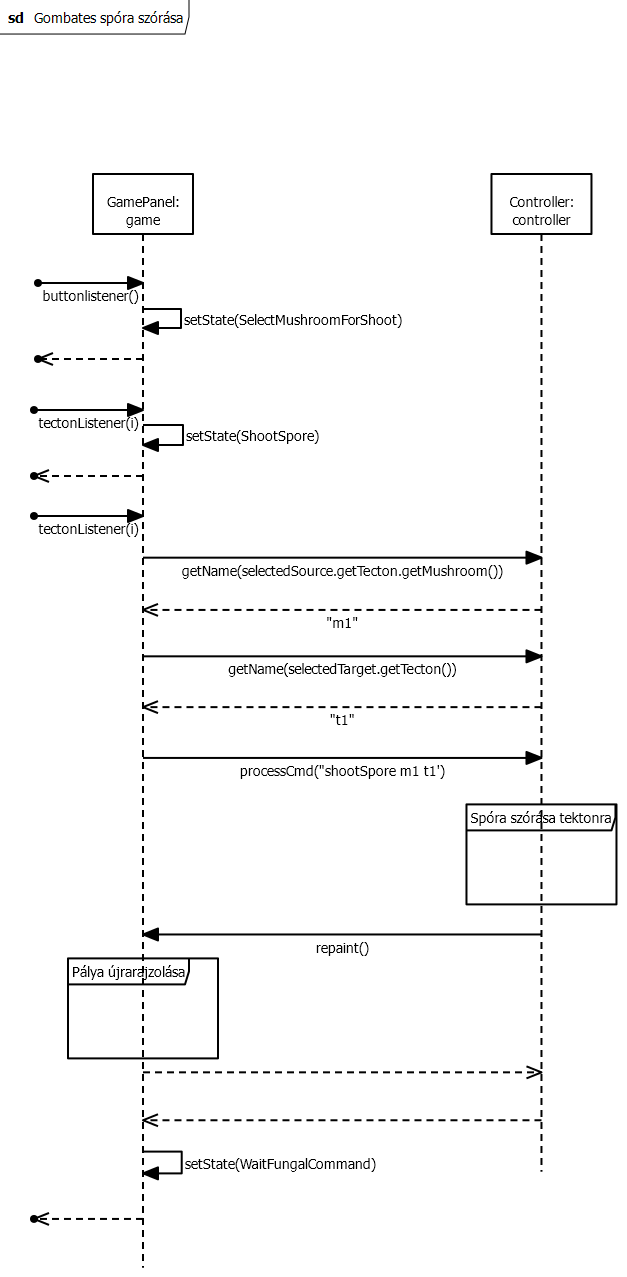 sd Gombates spóra szórása
GamePanel:
game
Controller:
controller
buttonlistener()
setState(SelectMushroomForShoot)
tectonListener(i)
setState(ShootSpore)
tectonListener(i)
getName(selectedSource.getTecton.getMushroom())
"m1"
getName(selectedTarget.getTecton())
"t1"
processCmd("shootSpore m1 t1')
Spóra szórása tektonra
repaint()
Pálya újrarajzolása
setState(WaitFungalCommand)